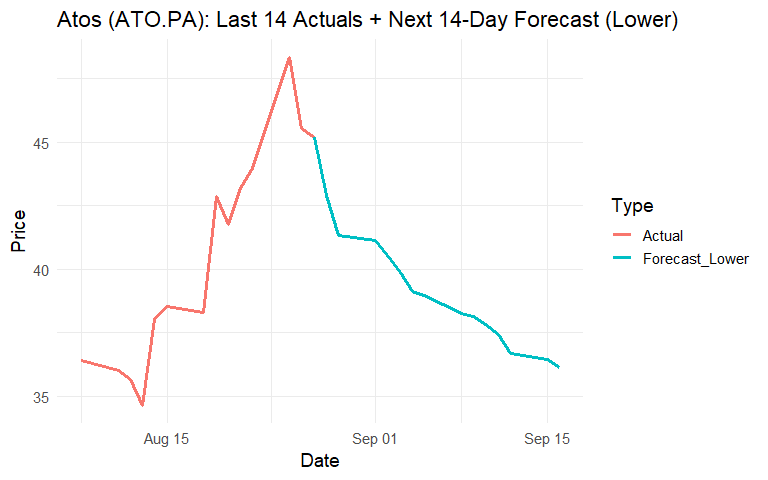 Atos (ATO.PA): Last 14 Actuals + Next 14-Day Forecast (Lower)
45
40
35
Price
Aug 15
Sep 01
Sep 15
Date
Type
Actual
Forecast_Lower